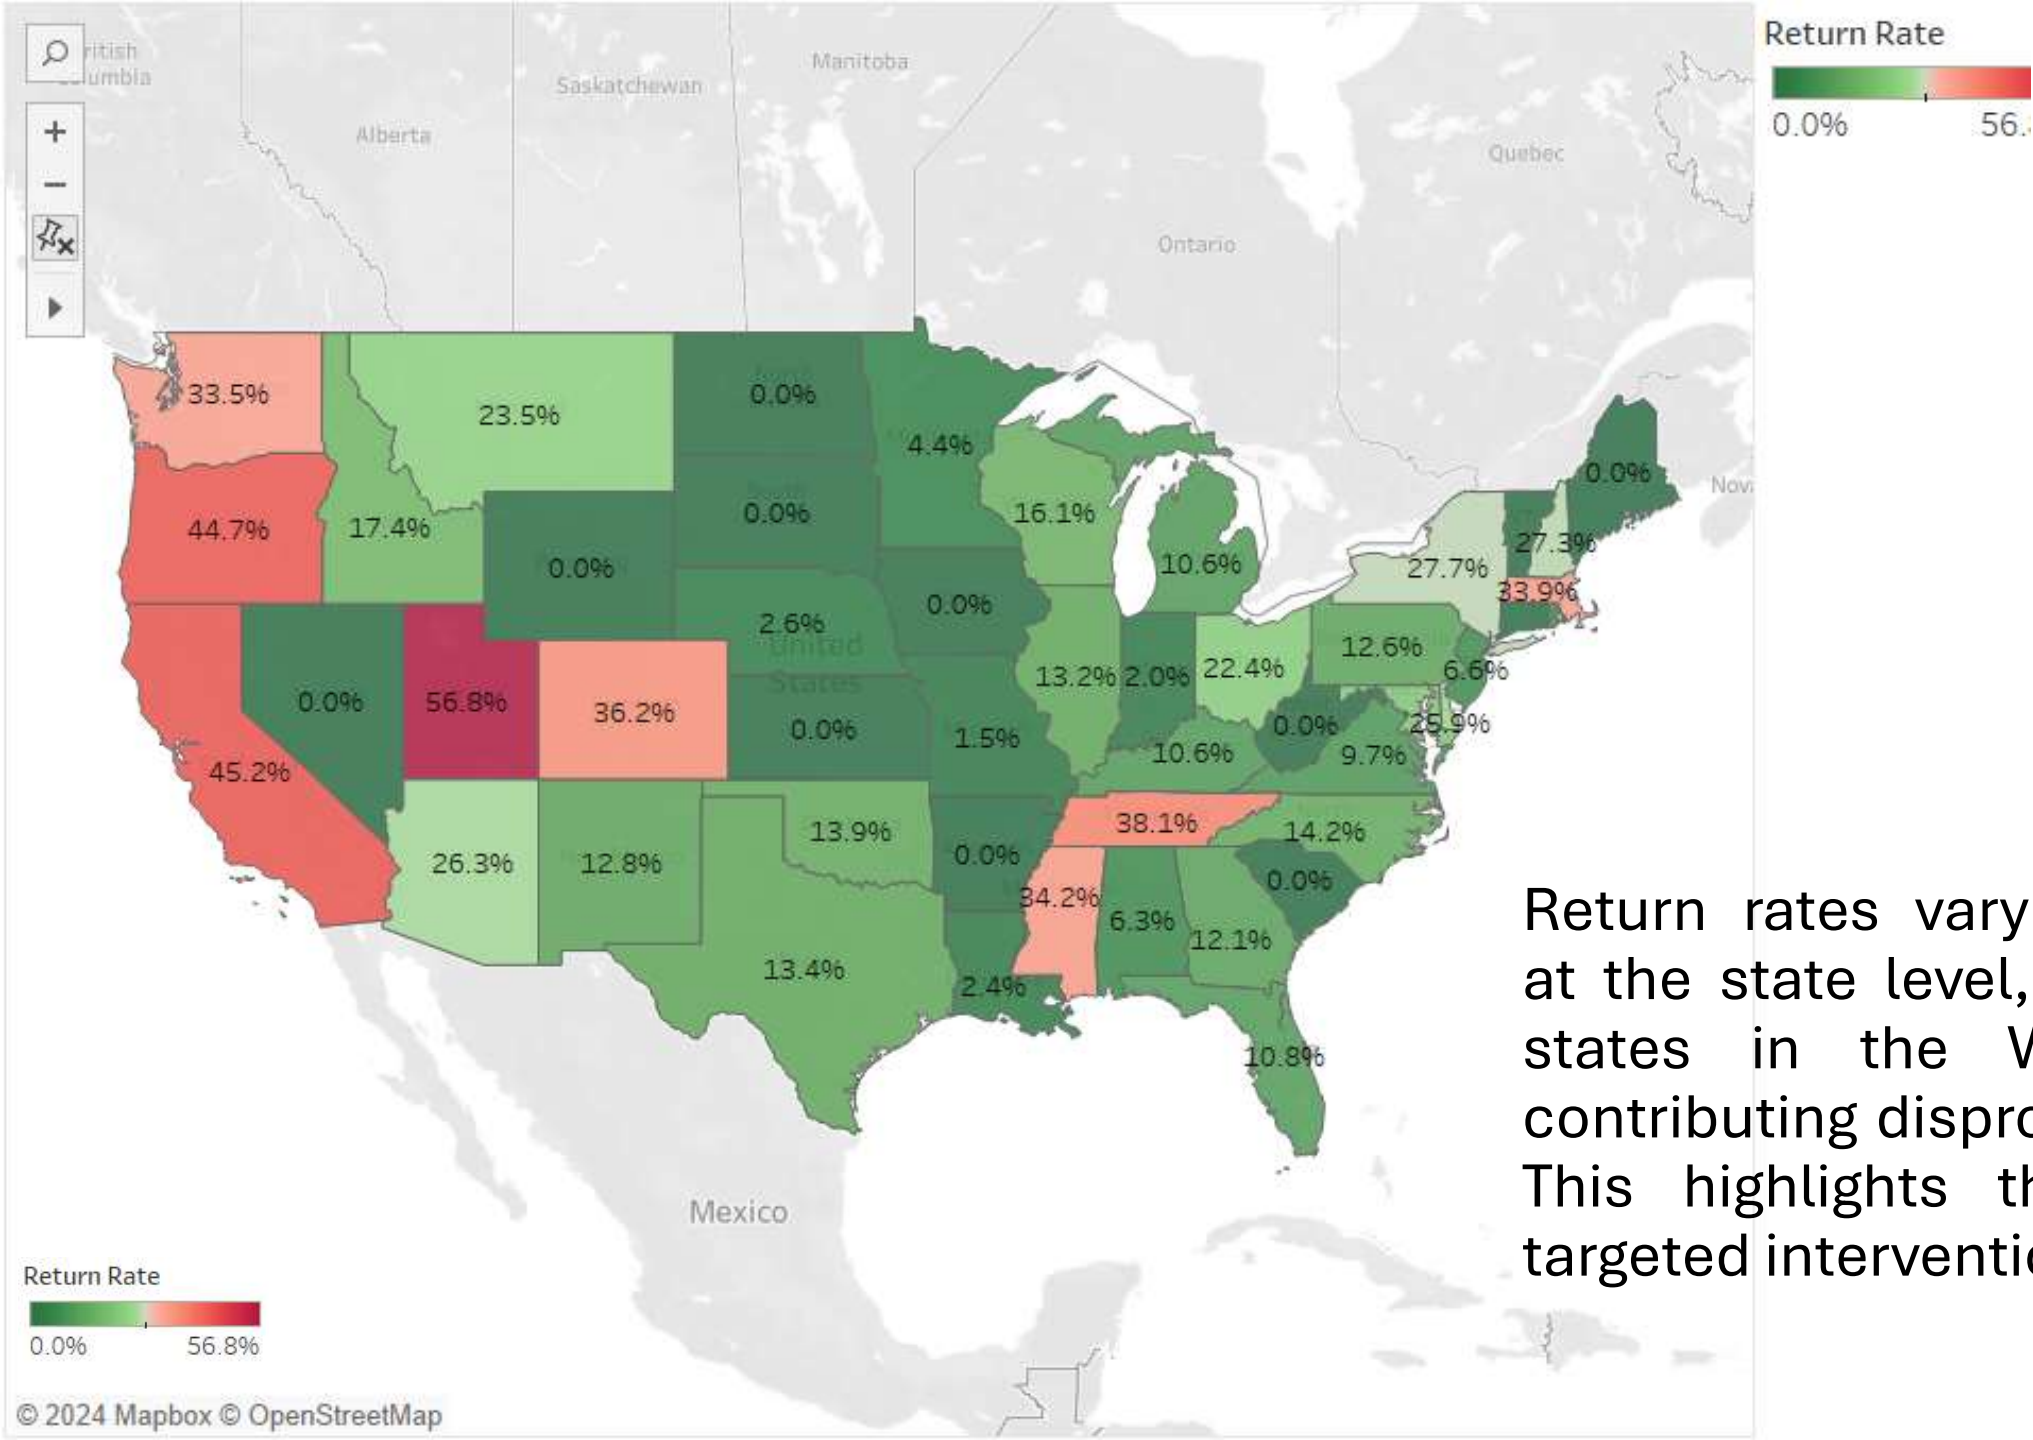 Return Rate
0.0%
ritish
umbia
Manitoba
Saskatchewan
Alberta
Quebec
Ontario
33.5%
23.5%
0.0%
4.4%
0.0%
44.7%
17.4%
0.0%
16.1%
0.0%
27.3%
10.6%
27.7%
33.9%
0.0%
2.6%
United
States
12.6%
6.6%
13.2%
2.0%
22.4%
0.0%
56.8%
36.2%
0.0%
1.5%
0.0%
25.9%
10.6%
9.7%
45.2%
38.1%
14.2%
13.9%
26.3%
12.8%
0.0%
0.0%
34.2%
6.3%
12.1%
13.4%
2.4%
10.8%
Mexico
Return rates vary
at the state level,
states in the W
contributing dispro
This highlights th
targeted interventi
Return Rate
0.0% 56.8%
© 2024 Mapbox © OpenStreetMap